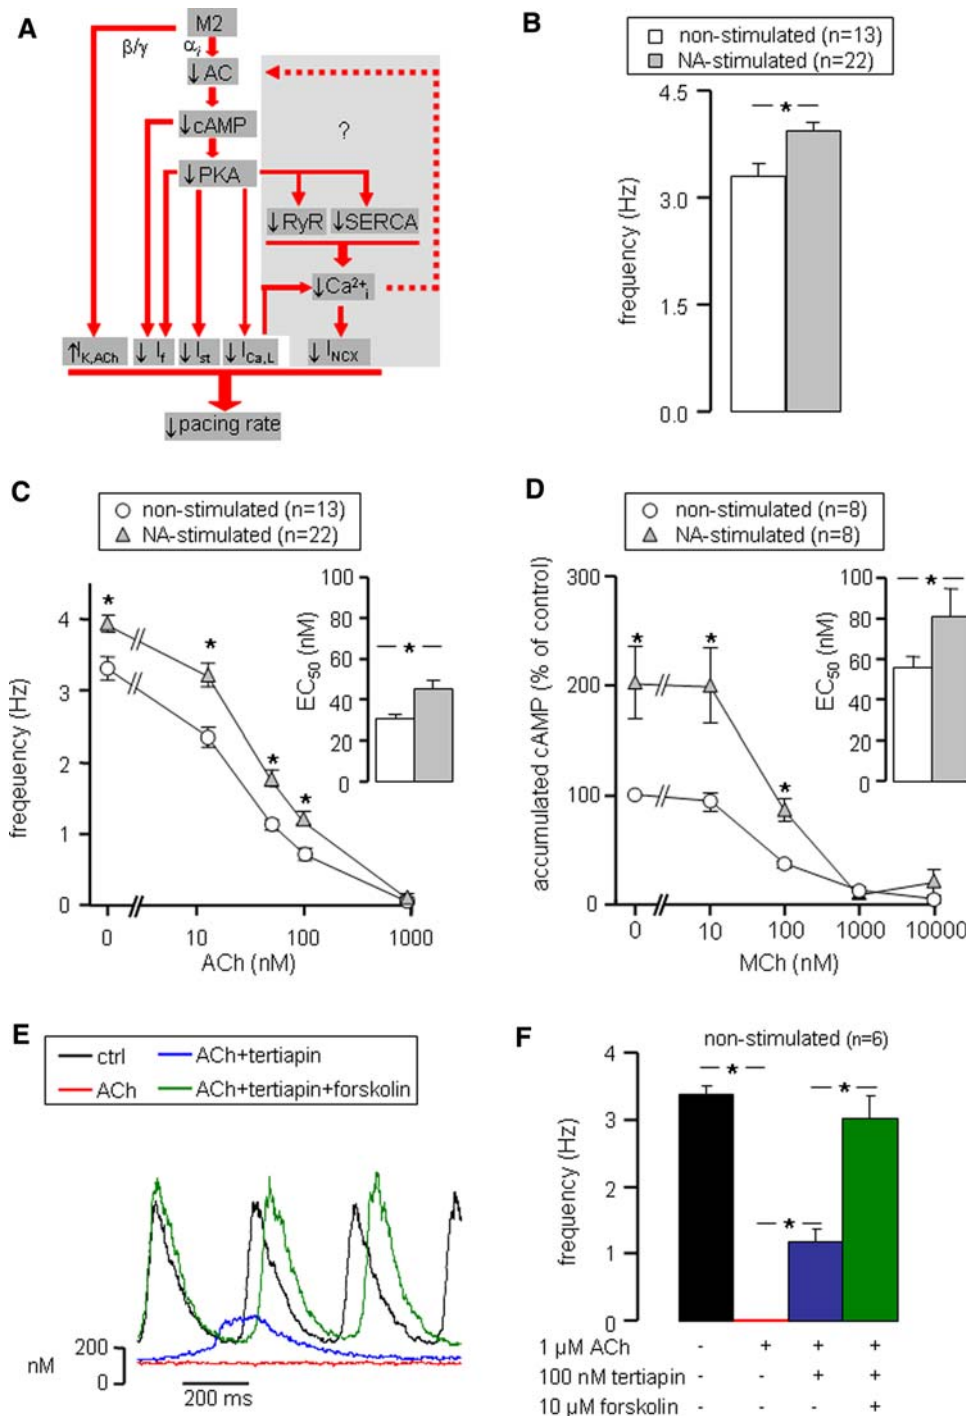 A
M2
β/γ
αi
↓AC
↓cAMP
?
↓PKA
↓RyR
↓SERCA
↓Ca2+i
↑IK,ACh
↓ If
↓ Ist
↓ ICa,L
↓ INCX
↓pacing rate
B
non-stimulated (n=13)
NA-stimulated (n=22)
frequency (Hz)
4.5
3.0
1.5
0.0
*
C
non-stimulated (n=13)
NA-stimulated (n=22)
freqeuency (Hz)
4
3
2
1
0
* * * *
0 10 100 1000
ACh (nM)
EC50 (nM)
100
80
60
40
20
0
*
D
non-stimulated (n=8)
NA-stimulated (n=8)
accumulated cAMP (% of control)
300
200
100
0
* * *
0 10 100 1000 10000
MCh (nM)
EC50 (nM)
100
80
60
40
20
0
*
E
ctrl
ACh+tertiapin
ACh
ACh+tertiapin+forskolin
nM
200
0
200 ms
F
non-stimulated (n=6)
frequency (Hz)
4
3
2
1
0
* * *
1 µM ACh - + + +
100 nM tertiapin - - + +
10 µM forskolin - - - +